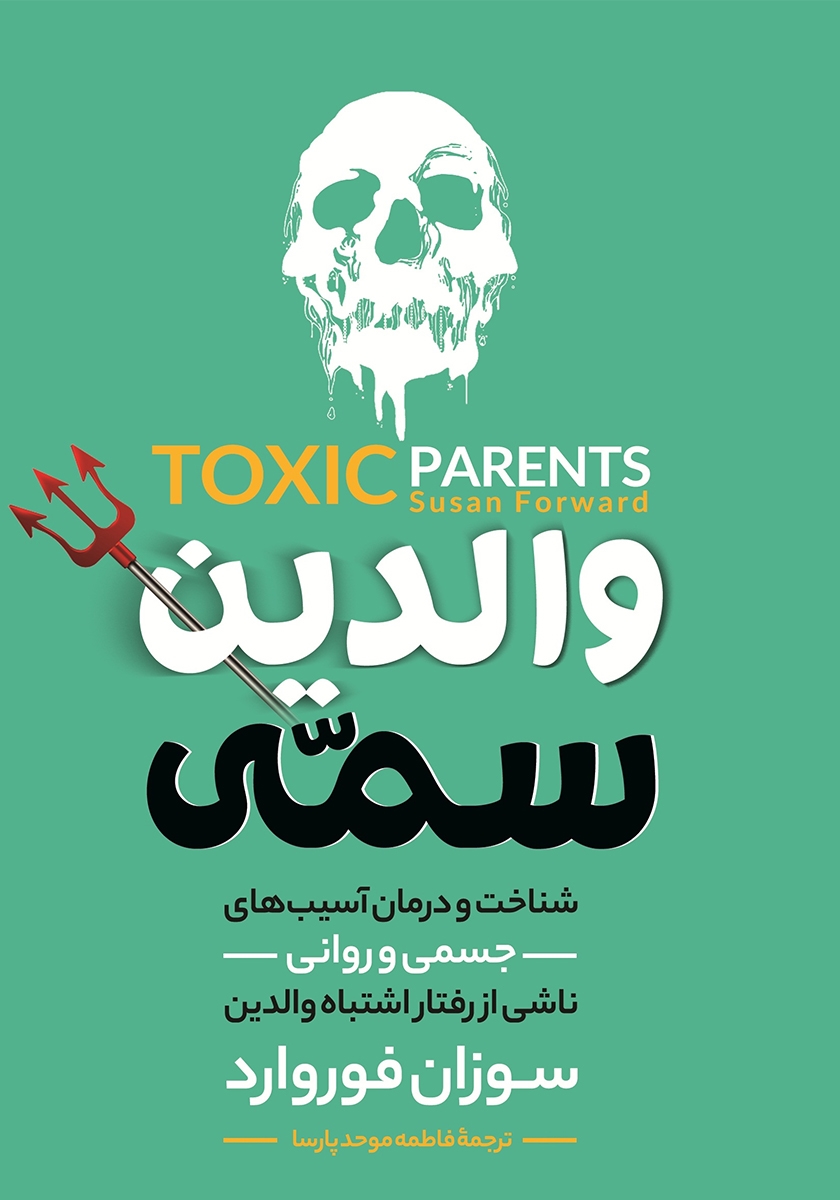 TOXIC PARENTS
Susan Forward
والدین
سمّی
شناخت و درمان آسیب‌های
جسمی و روانی
ناشی از رفتار اشتباه والدین
سوزان فوروارد
ترجمهٔ فاطمه موحد پارسا